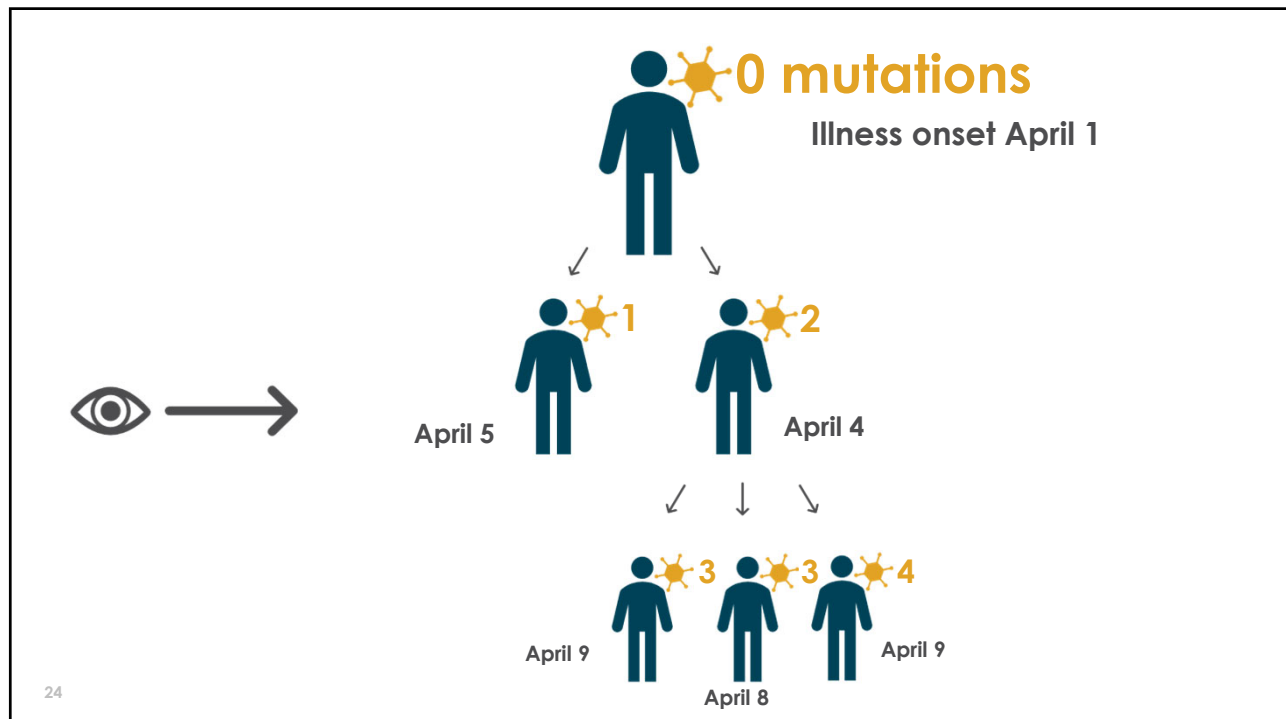 0 mutations
Illness onset April 1
1
2
April 5
April 4
3
3
4
April 9
April 8
April 9
24